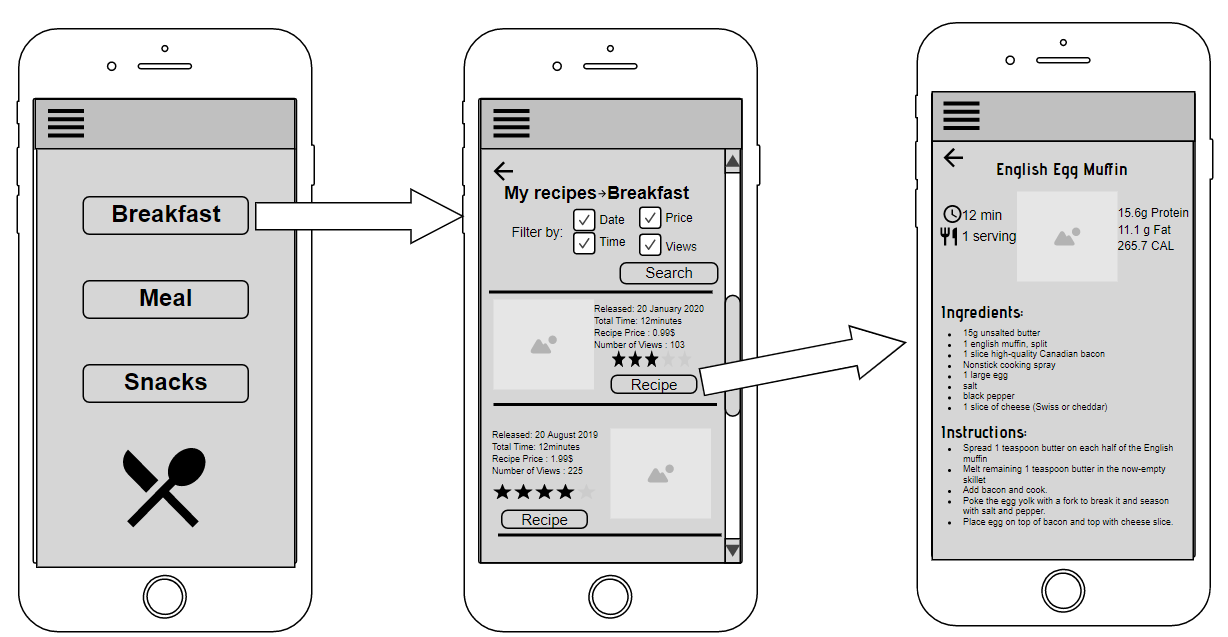 Breakfast
Meal
Snacks
My recipes→Breakfast
Filter by:
Date
Price
Time
Views
Search
Released: 20 January 2020
Total Time: 12minutes
Recipe Price : 0.99$
Number of Views : 103
Recipe
Released: 20 August 2019
Total Time: 12minutes
Recipe Price : 1.99$
Number of Views : 225
Recipe
English Egg Muffin
12 min
1 serving
15.6g Protein
11.1 g Fat
265.7 CAL
Ingredients:
• 15g unsalted butter
• 1 english muffin, split
• 1 slice high-quality Canadian bacon
• Nonstick cooking spray
• 1 large egg
• salt
• black pepper
• 1 slice of cheese (Swiss or cheddar)
Instructions:
• Spread 1 teaspoon butter on each half of the English
muffin
• Melt remaining 1 teaspoon butter in the now-empty
skillet
• Add bacon and cook.
• Poke the egg yolk with a fork to break it and season
with salt and pepper.
• Place egg on top of bacon and top with cheese slice.